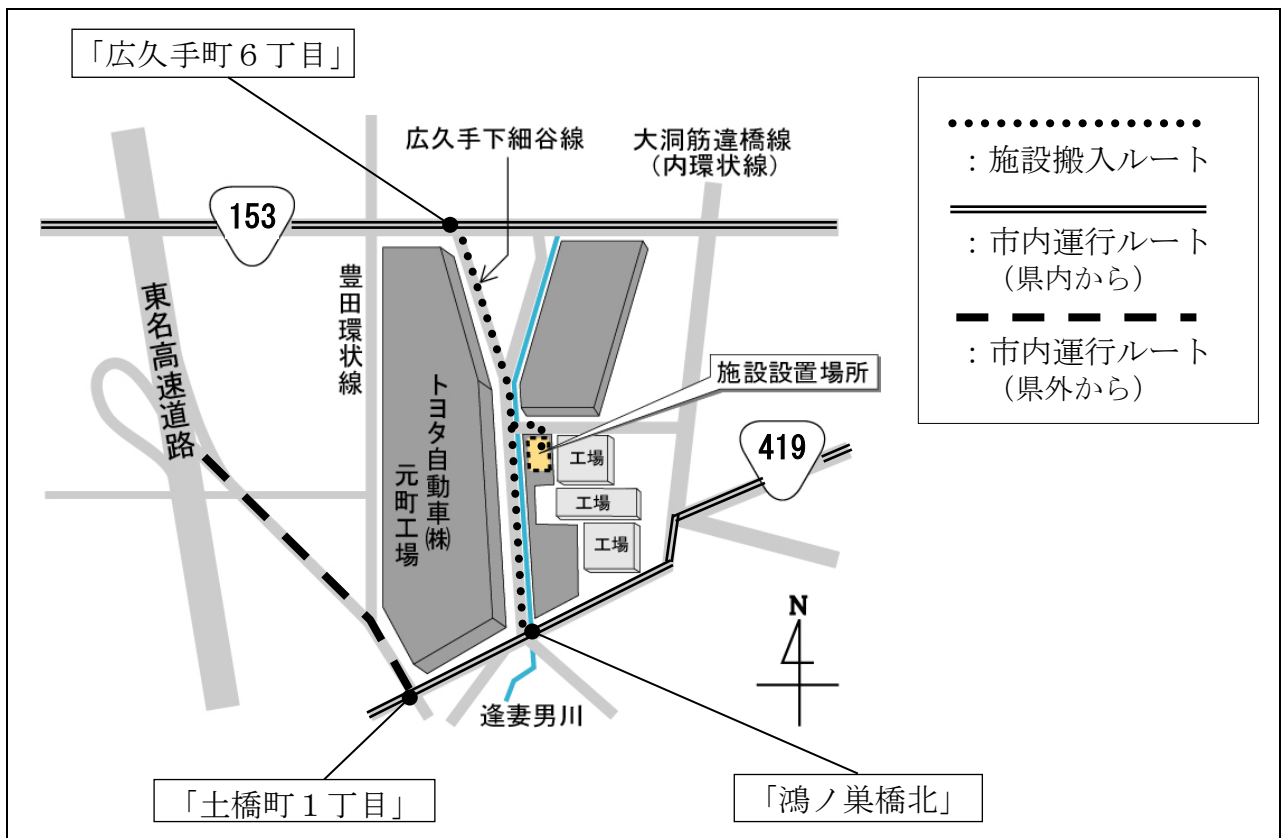 「広久手町６丁目」
広久手下細谷線
大洞筋違橋線
（内環状線）
：施設搬入ルート
：市内運行ルート
（県内から）
：市内運行ルート
（県外から）
153
豊田環状線
東名高速道路
トヨタ自動車㈱
元町工場
施設設置場所
419
工場
工場
工場
N
逢妻男川
「土橋町１丁目」
「鴻ノ巣橋北」